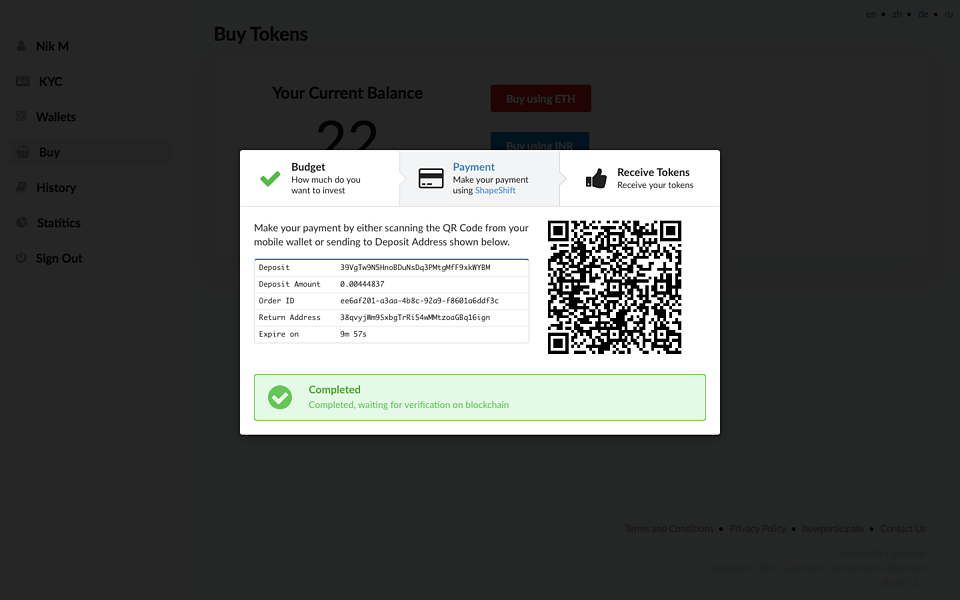 en • zh • de • ru
Buy Tokens
Nik M
KYC
Wallets
Buy
History
Statitics
Sign Out
Your Current Balance
22
Buy using ETH
Buy using INR
Budget
How much do you
want to invest
Payment
Make your payment
using ShapeShift
Receive Tokens
Receive your tokens
Make your payment by either scanning the QR Code from your
mobile wallet or sending to Deposit Address shown below.
Deposit 39VgTw9N5HnoBDuNsDq3PMtgMfF9xkWYBM
Deposit Amount 0.00444837
Order ID ee6af201-a3aa-4b8c-92a9-f8601a6ddf3c
Return Address 38qvyjWm9SxbgTrRi54wMMtzoaGBq16ign
Expire on 9m 57s
Completed
Completed, waiting for verification on blockchain
Terms and Conditions • Privacy Policy • howparticipate • Contact Us